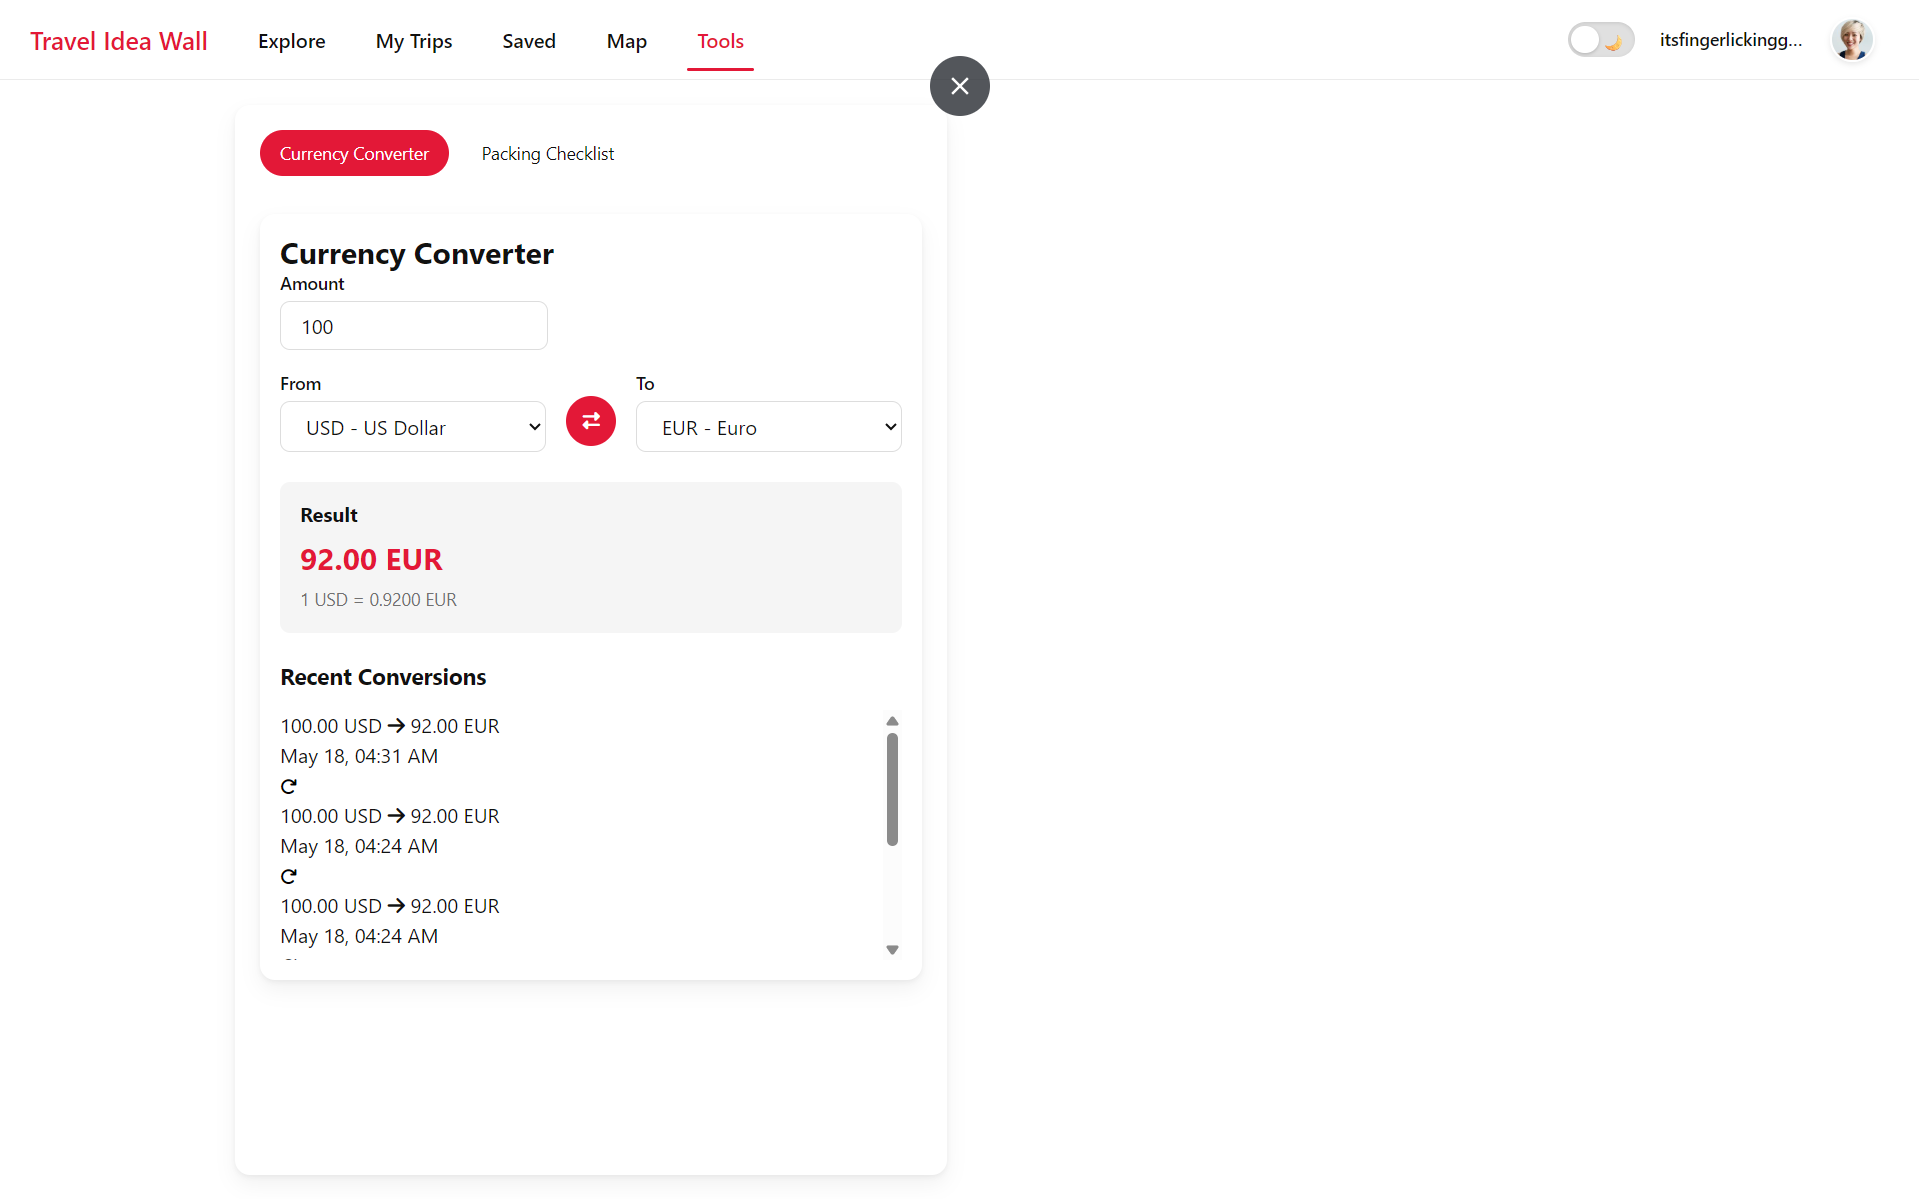 Travel Idea Wall
Explore
My Trips
Saved
Map
Tools
itsfingerlickingg...
Currency Converter
Packing Checklist
Currency Converter
Amount
100
From
To
USD - US Dollar
EUR - Euro
Result
92.00 EUR
1 USD = 0.9200 EUR
Recent Conversions
100.00 USD → 92.00 EUR
May 18, 04:31 AM
100.00 USD → 92.00 EUR
May 18, 04:24 AM
100.00 USD → 92.00 EUR
May 18, 04:24 AM